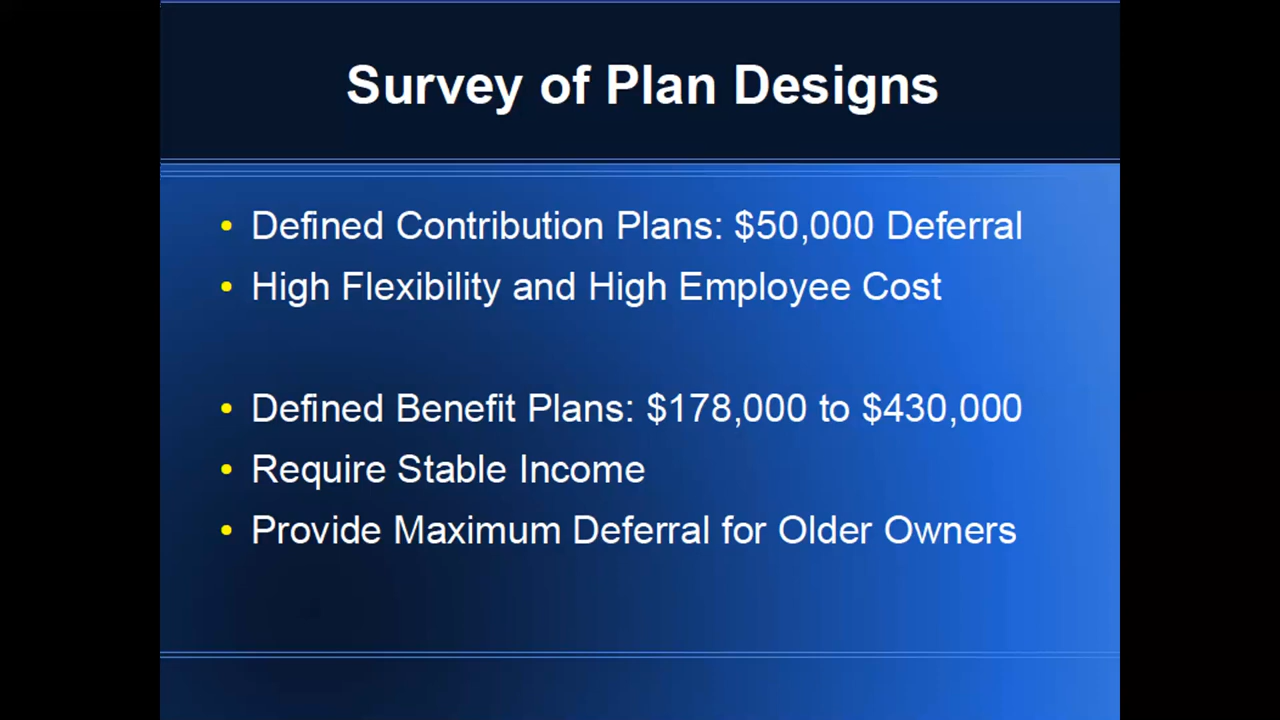 Survey of Plan Designs
• Defined Contribution Plans: $50,000 Deferral
• High Flexibility and High Employee Cost
• Defined Benefit Plans: $178,000 to $430,000
• Require Stable Income
• Provide Maximum Deferral for Older Owners